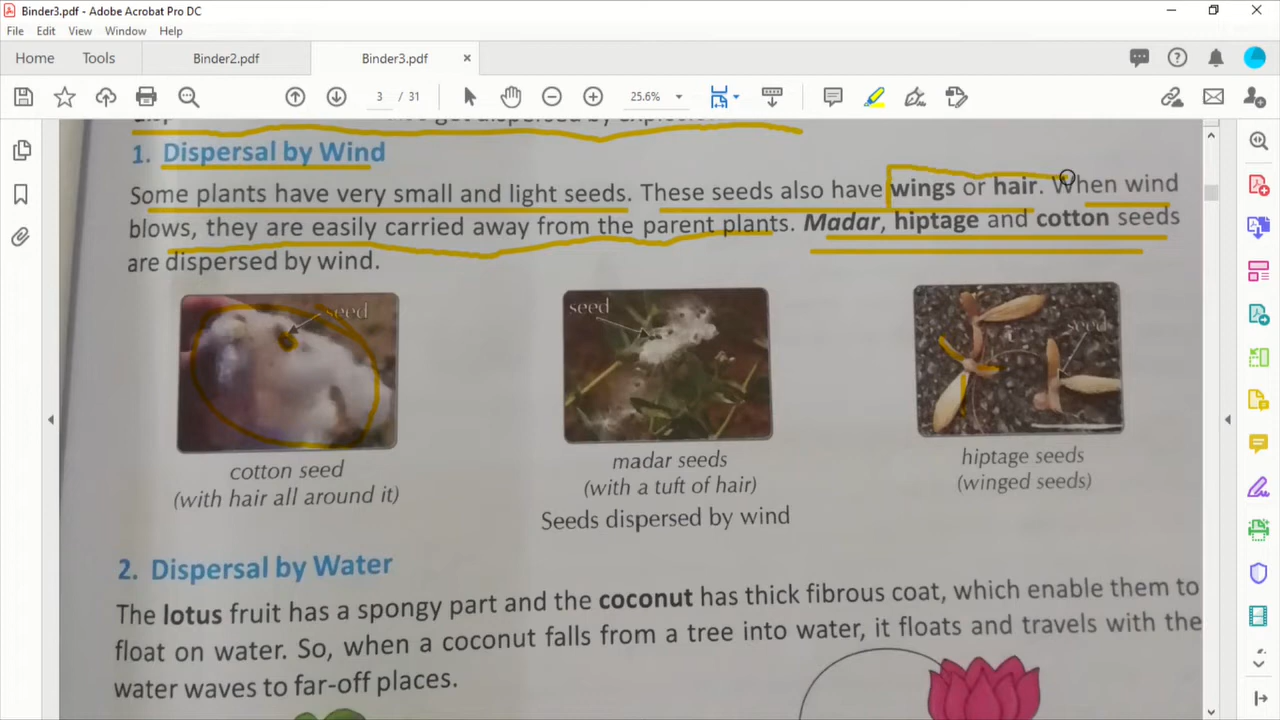 Binder3.pdf - Adobe Acrobat Pro DC
File Edit View Window Help
Home Tools Binder2.pdf Binder3.pdf ×
3 / 31 25.6%
1. Dispersal by Wind
Some plants have very small and light seeds. These seeds also have wings or hair. When wind
blows, they are easily carried away from the parent plants. Madar, hiptage and cotton seeds
are dispersed by wind.
seed
seed
seed
cotton seed
(with hair all around it)
madar seeds
(with a tuft of hair)
hiptage seeds
(winged seeds)
Seeds dispersed by wind
2. Dispersal by Water
The lotus fruit has a spongy part and the coconut has thick fibrous coat, which enable them to
float on water. So, when a coconut falls from a tree into water, it floats and travels with the
water waves to far-off places.